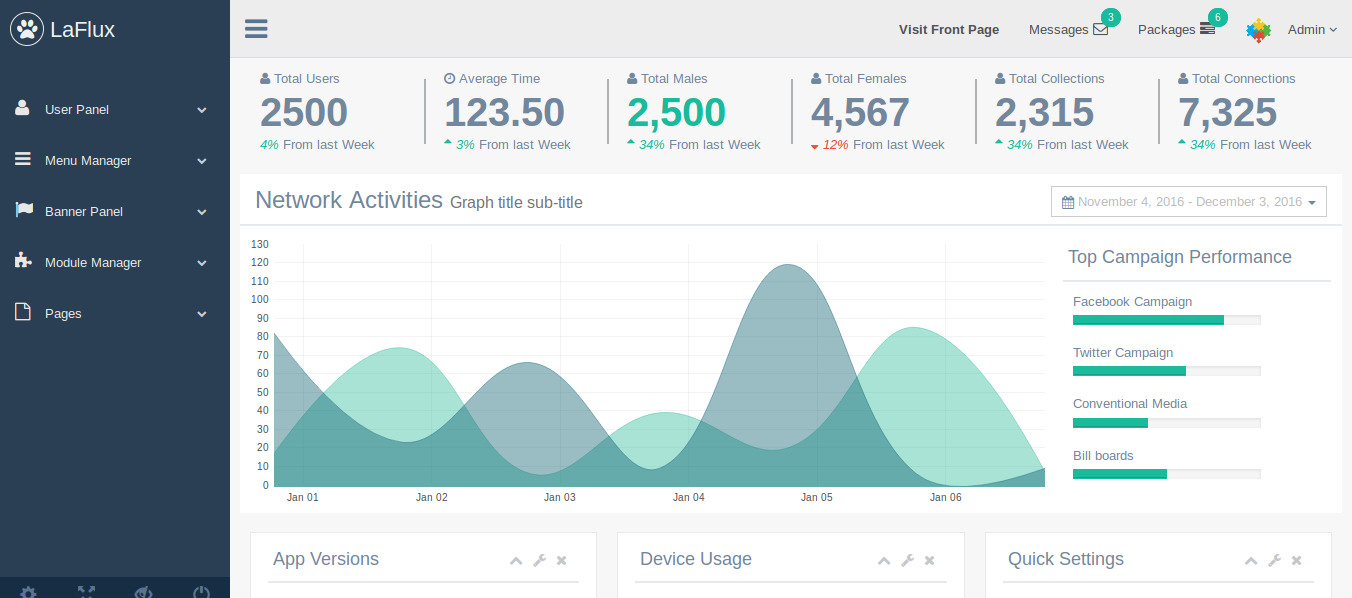 LaFlux
Visit Front Page Messages 3 Packages 6 Admin
User Panel
Menu Manager
Banner Panel
Module Manager
Pages
Total Users
2500
4% From last Week
Average Time
123.50
3% From last Week
Total Males
2,500
34% From last Week
Total Females
4,567
12% From last Week
Total Collections
2,315
34% From last Week
Total Connections
7,325
34% From last Week
Network Activities Graph title sub-title
November 4, 2016 - December 3, 2016
130
120
110
100
90
80
70
60
50
40
30
20
10
0
Jan 01 Jan 02 Jan 03 Jan 04 Jan 05 Jan 06
Top Campaign Performance
Facebook Campaign
Twitter Campaign
Conventional Media
Bill boards
App Versions
Device Usage
Quick Settings